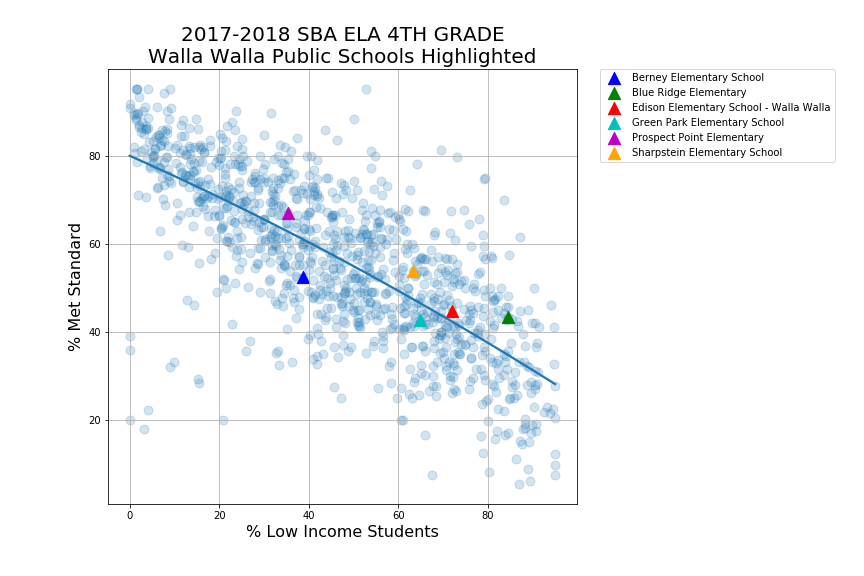 2017-2018 SBA ELA 4TH GRADE
Walla Walla Public Schools Highlighted
Berney Elementary School
Blue Ridge Elementary
Edison Elementary School - Walla Walla
Green Park Elementary School
Prospect Point Elementary
Sharpstein Elementary School
% Met Standard
80
60
40
20
0 20 40 60 80
% Low Income Students